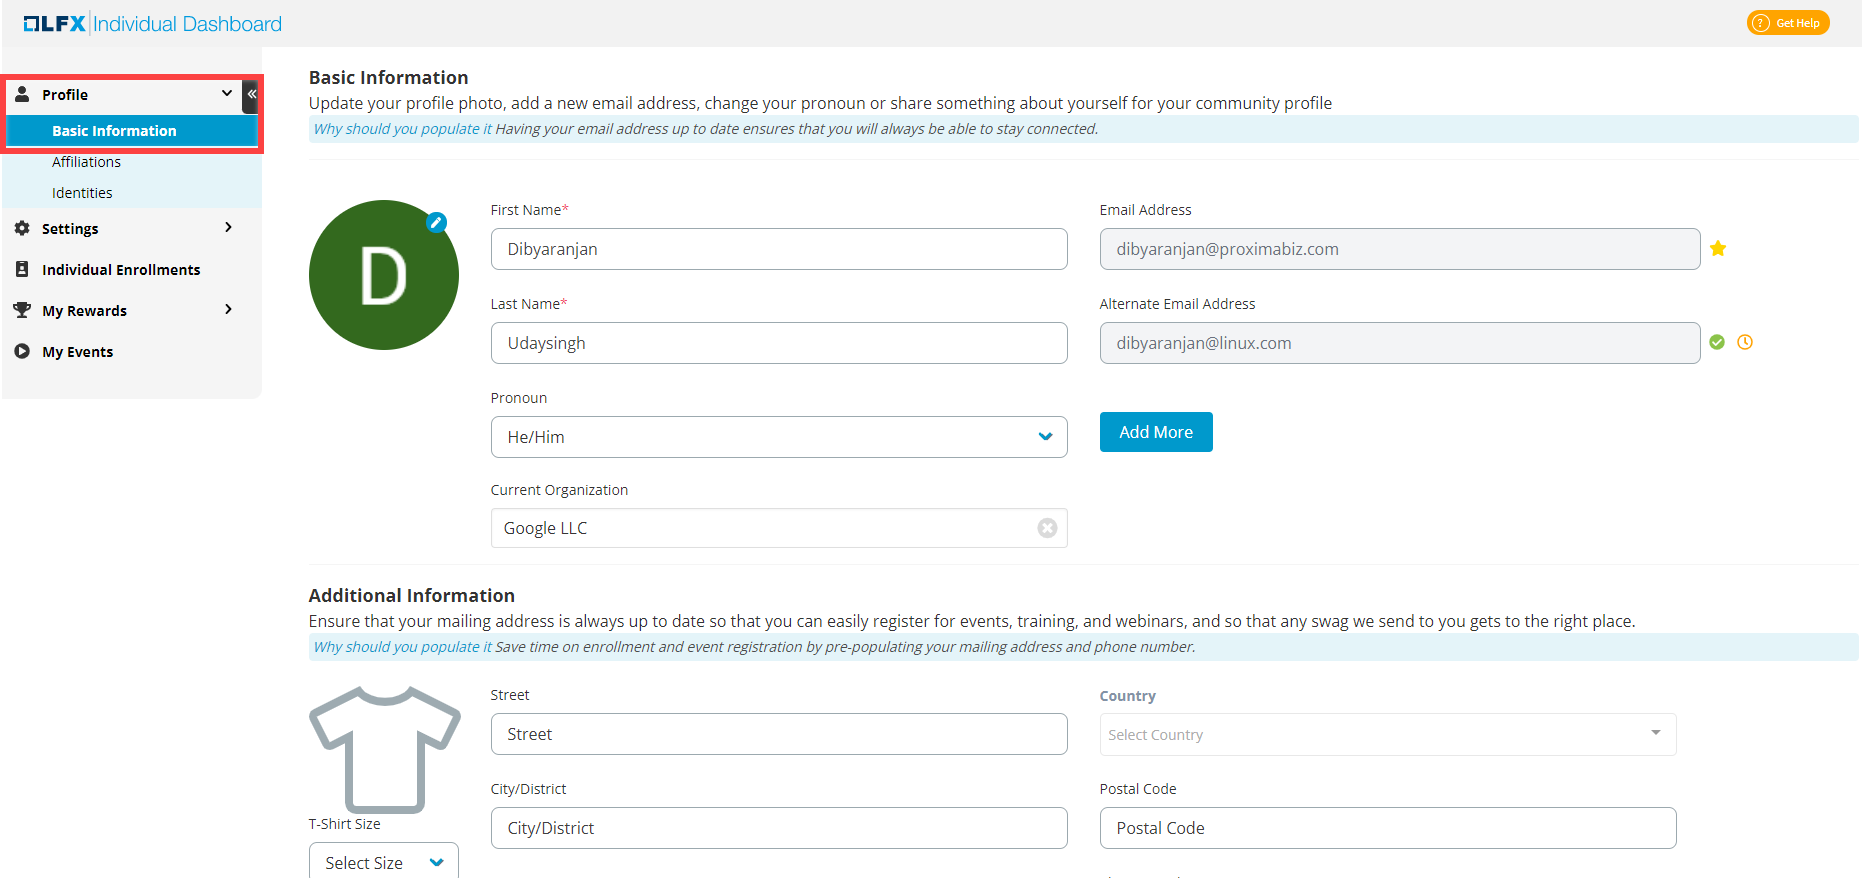 LFX Individual Dashboard
Get Help
Profile
Basic Information
Affiliations
Identities
Settings
Individual Enrollments
My Rewards
My Events
Basic Information
Update your profile photo, add a new email address, change your pronoun or share something about yourself for your community profile
Why should you populate it Having your email address up to date ensures that you will always be able to stay connected.
D
First Name*
Dibyaranjan
Email Address
dibyaranjan@proximabiz.com
Last Name*
Udaysingh
Alternate Email Address
dibyaranjan@linux.com
Pronoun
He/Him
Add More
Current Organization
Google LLC
Additional Information
Ensure that your mailing address is always up to date so that you can easily register for events, training, and webinars, and so that any swag we send to you gets to the right place.
Why should you populate it Save time on enrollment and event registration by pre-populating your mailing address and phone number.
Street
Street
Country
Select Country
City/District
City/District
Postal Code
Postal Code
T-Shirt Size
Select Size